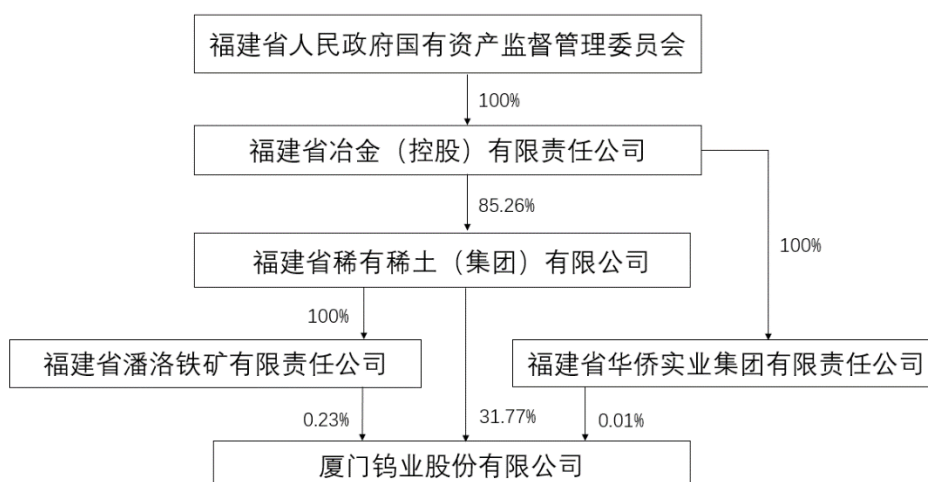 福建省人民政府国有资产监督管理委员会
100%
福建省冶金（控股）有限责任公司
85.26%
100%
福建省稀有稀土（集团）有限公司
100%
福建省潘洛铁矿有限责任公司
福建省华侨实业集团有限责任公司
0.23%
31.77%
0.01%
厦门钨业股份有限公司